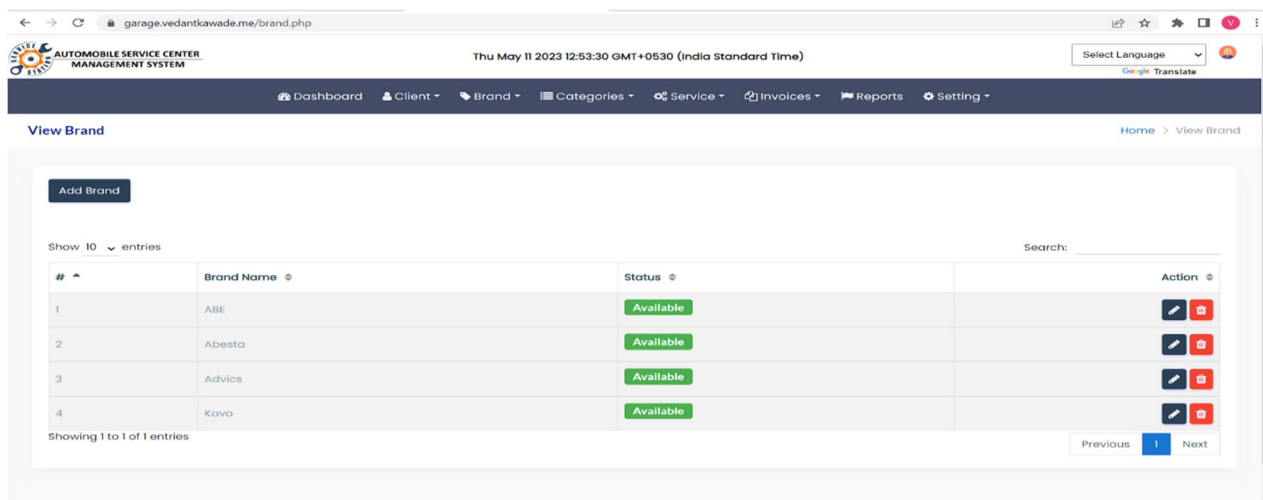 garage.vedantkawade.me/brand.php
V
SERVICE STATION
AUTOMOBILE SERVICE CENTER
MANAGEMENT SYSTEM
Thu May 11 2023 12:53:30 GMT+0530 (India Standard Time)
Select Language
Google Translate
Dashboard Client Brand Categories Service Invoices Reports Setting
View Brand
Home > View Brand
Add Brand
Show 10 entries
Search:
# Brand Name Status Action
1 ABE Available
2 Abesta Available
3 Advics Available
4 Kavo Available
Showing 1 to 1 of 1 entries
Previous 1 Next